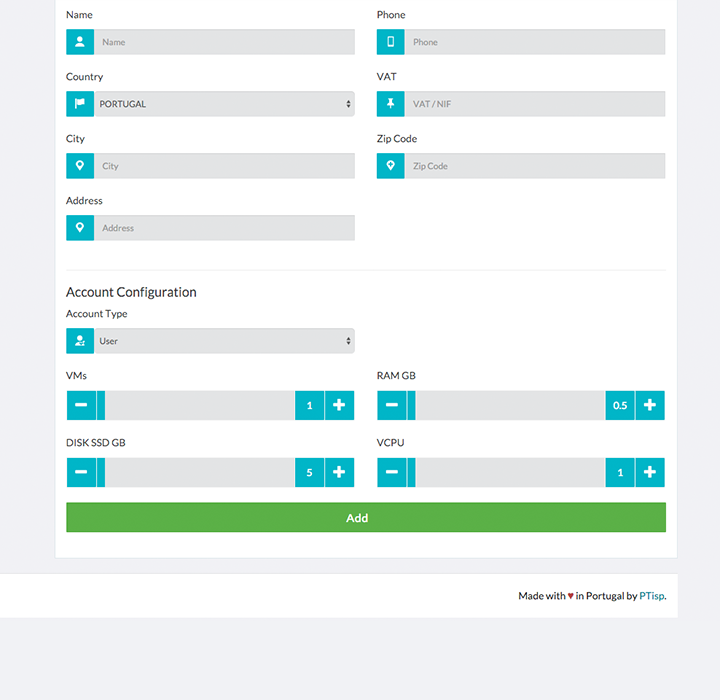 Name Phone
Name Phone
Country VAT
PORTUGAL VAT / NIF
City Zip Code
City Zip Code
Address
Address
Account Configuration
Account Type
User
VMs RAM GB
1 0.5
DISK SSD GB VCPU
5 1
Add
Made with ♥ in Portugal by PTisp.